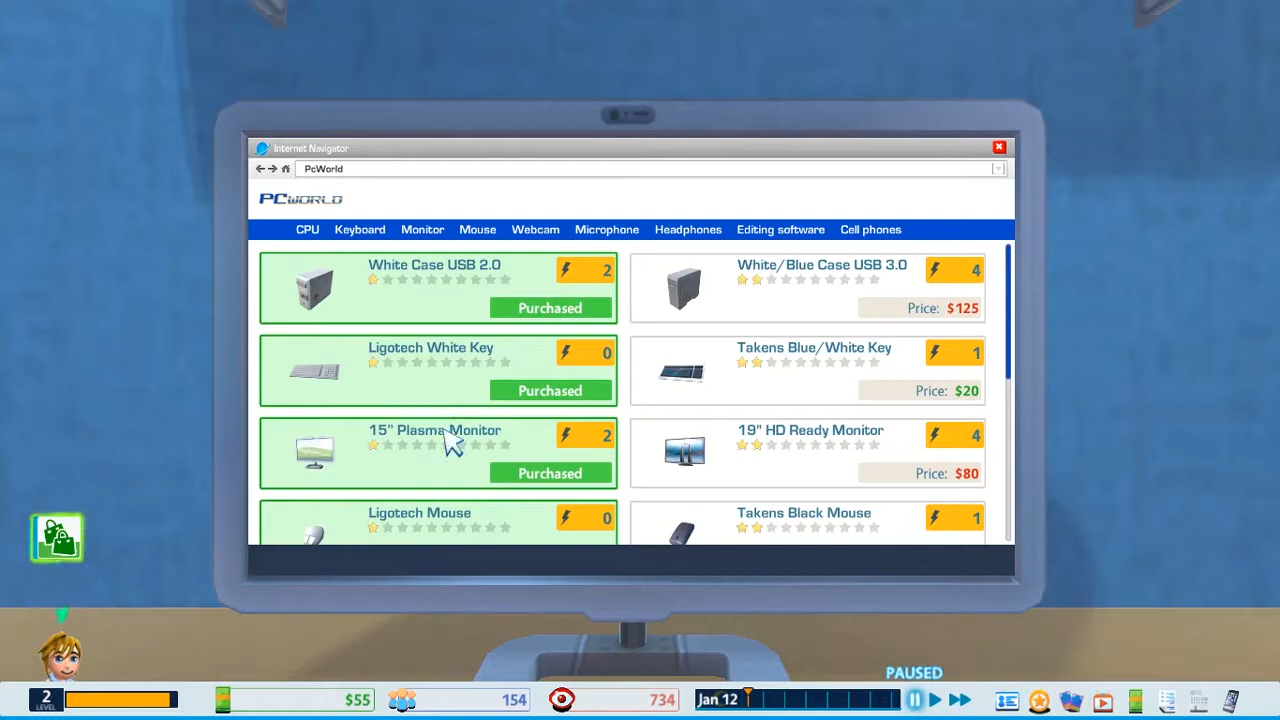 Internet Navigator
PcWorld
PCWORLD
CPU Keyboard Monitor Mouse Webcam Microphone Headphones Editing software Cell phones
White Case USB 2.0 2
Purchased
White/Blue Case USB 3.0 4
Price: $125
Ligotech White Key 0
Purchased
Takens Blue/White Key 1
Price: $20
15" Plasma Monitor 2
Purchased
19" HD Ready Monitor 4
Price: $80
Ligotech Mouse 0
Takens Black Mouse 1
PAUSED
2
LEVEL
$55
154
734
Jan 12